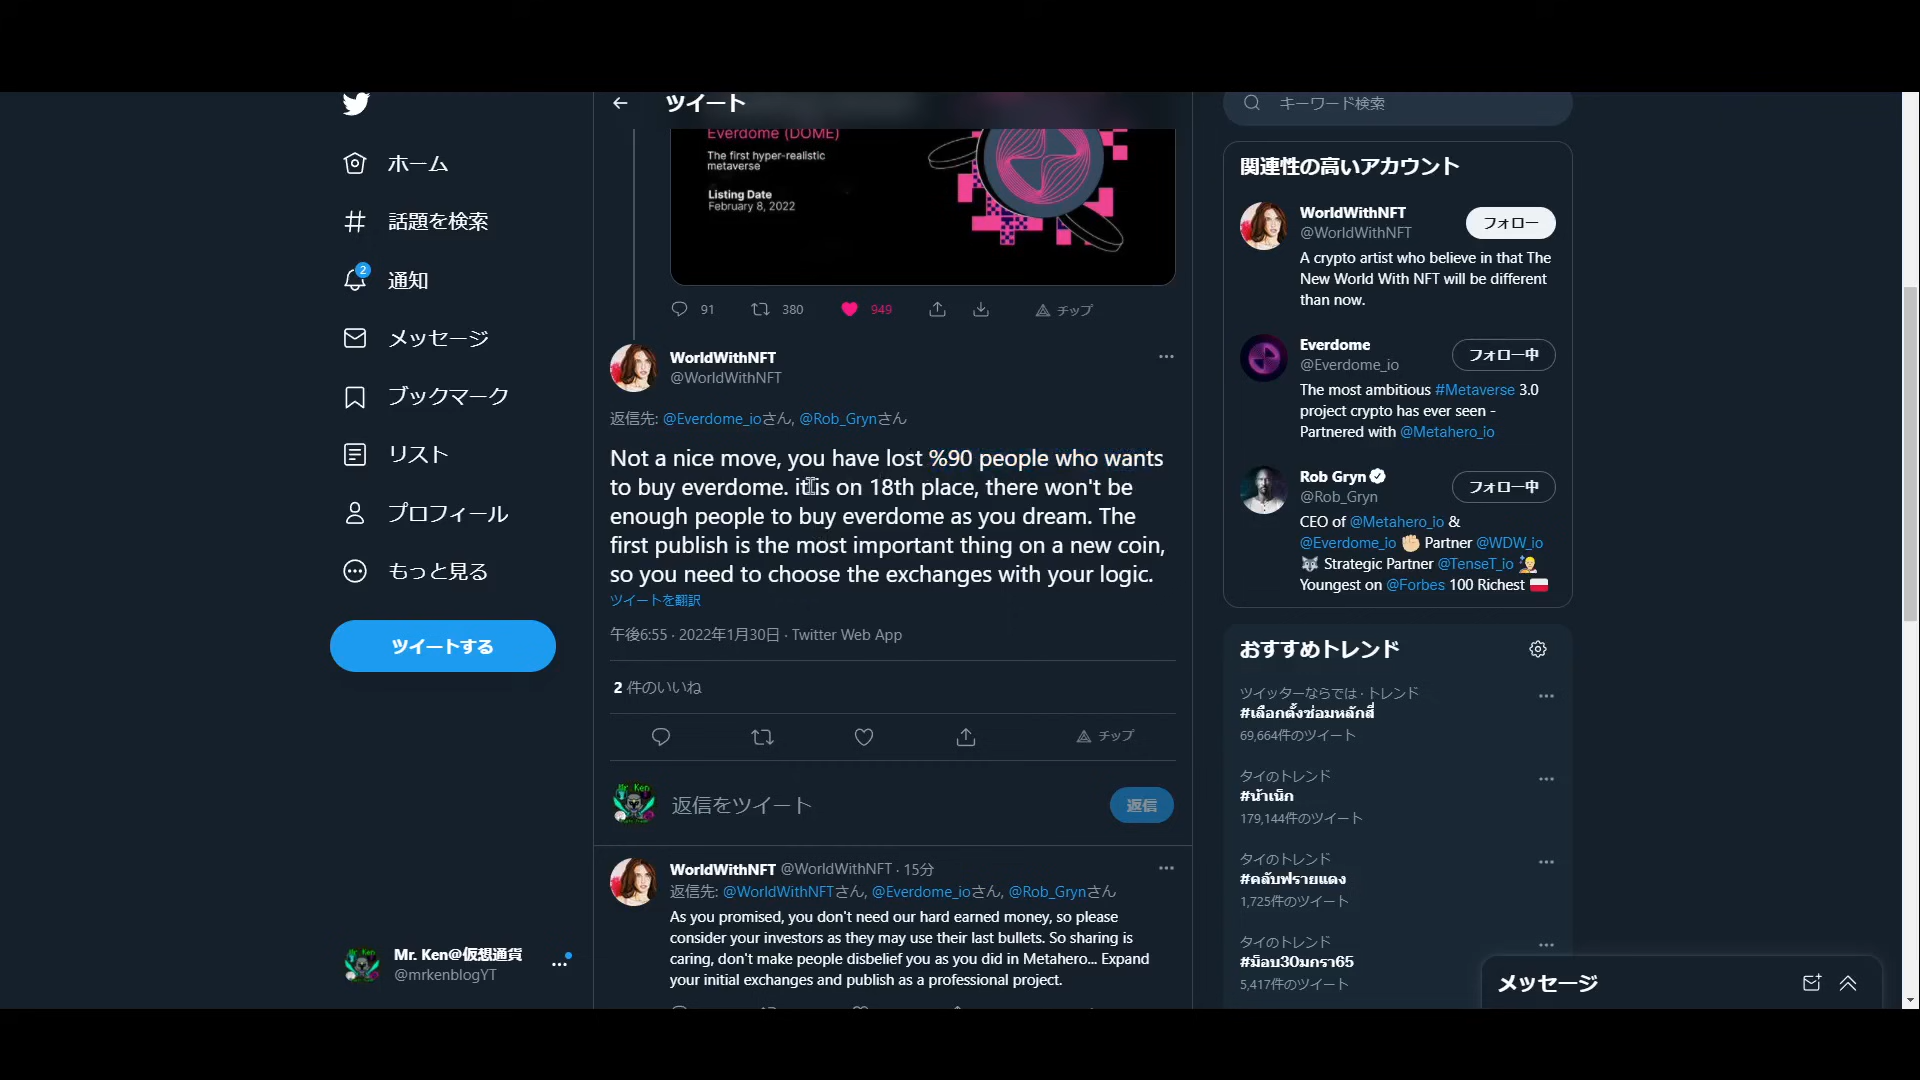 ツイート
キーワード検索
ホーム
話題を検索
2
通知
メッセージ
ブックマーク
リスト
プロフィール
もっと見る
ツイートする
Mr. Ken@仮想通貨
@mrkenblogYT
Everdome (DOME)
The first hyper-realistic
metaverse
Listing Date
February 8, 2022
91 380 949 チップ
WorldWithNFT
@WorldWithNFT
返信先: @Everdome_ioさん, @Rob_Grynさん
Not a nice move, you have lost %90 people who wants
to buy everdome. it is on 18th place, there won't be
enough people to buy everdome as you dream. The
first publish is the most important thing on a new coin,
so you need to choose the exchanges with your logic.
ツイートを翻訳
午後6:55 · 2022年1月30日 · Twitter Web App
2 件のいいね
チップ
Mr. Ken
返信をツイート
返信
WorldWithNFT @WorldWithNFT · 15分
返信先: @WorldWithNFTさん, @Everdome_ioさん, @Rob_Grynさん
As you promised, you don't need our hard earned money, so please
consider your investors as they may use their last bullets. So sharing is
caring, don't make people disbelief you as you did in Metahero... Expand
your initial exchanges and publish as a professional project.
関連性の高いアカウント
WorldWithNFT
@WorldWithNFT
フォロー
A crypto artist who believe in that The
New World With NFT will be different
than now.
Everdome
@Everdome_io
フォロー中
The most ambitious #Metaverse 3.0
project crypto has ever seen -
Partnered with @Metahero_io
Rob Gryn
@Rob_Gryn
フォロー中
CEO of @Metahero_io &
@Everdome_io ✊🏼 Partner @WDW_io
🐺 Strategic Partner @TenseT_io 🧑‍🚀
Youngest on @Forbes 100 Richest 🇵🇱
おすすめトレンド
ツイッターならでは · トレンド
#เลือกตั้งซ่อมหลักสี่
69,664件のツイート
タイのトレンド
#น้าเน็ก
179,144件のツイート
タイのトレンド
#คลับฟรายแดง
1,725件のツイート
タイのトレンド
#ม็อบ30มกรา65
5,417件のツイート
メッセージ